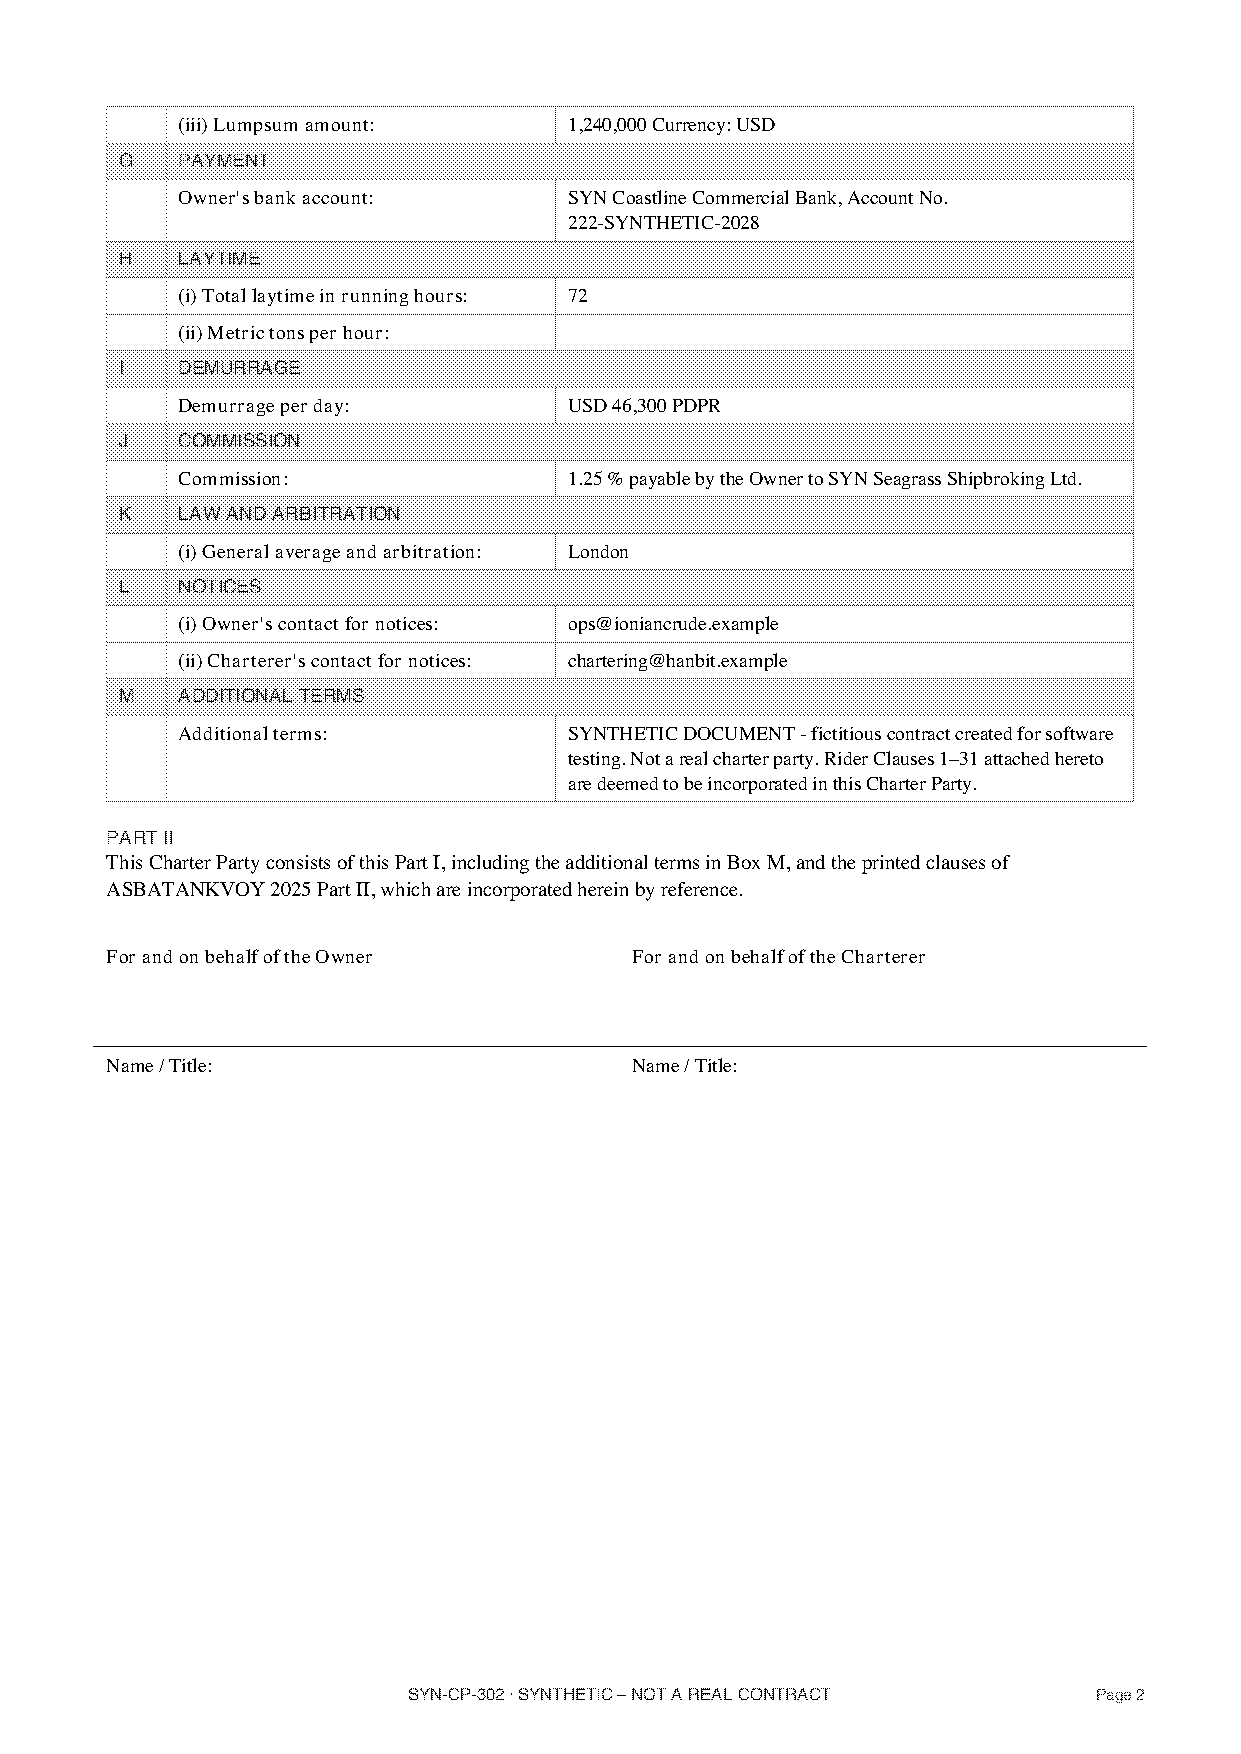 (iii) Lumpsum amount: 1,240,000 Currency: USD
G PAYMENT
Owner's bank account: SYN Coastline Commercial Bank, Account No.
222-SYNTHETIC-2028
H LAYTIME
(i) Total laytime in running hours: 72
(ii) Metric tons per hour:
I DEMURRAGE
Demurrage per day: USD 46,300 PDPR
J COMMISSION
Commission: 1.25 % payable by the Owner to SYN Seagrass Shipbroking Ltd.
K LAW AND ARBITRATION
(i) General average and arbitration: London
L NOTICES
(i) Owner's contact for notices: ops@ioniancrude.example
(ii) Charterer's contact for notices: chartering@hanbit.example
M ADDITIONAL TERMS
Additional terms: SYNTHETIC DOCUMENT - fictitious contract created for software
testing. Not a real charter party. Rider Clauses 1–31 attached hereto
are deemed to be incorporated in this Charter Party.
PART II
This Charter Party consists of this Part I, including the additional terms in Box M, and the printed clauses of
ASBATANKVOY 2025 Part II, which are incorporated herein by reference.
For and on behalf of the Owner For and on behalf of the Charterer
Name / Title: Name / Title:
SYN-CP-302 · SYNTHETIC – NOT A REAL CONTRACT Page 2